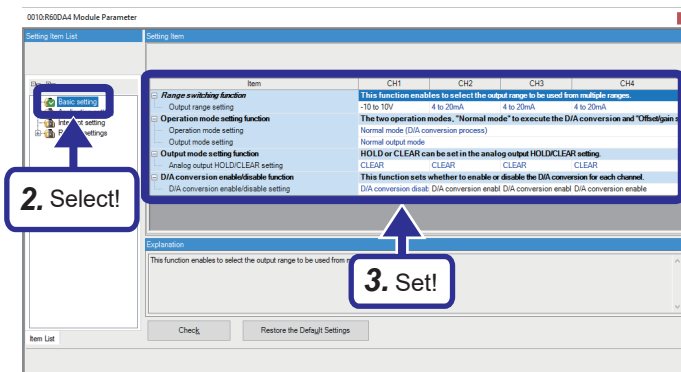 0010:R60DA4 Module Parameter
Setting Item List
Setting Item
Item CH1 CH2 CH3 CH4
Range switching function This function enables to select the output range to be used from multiple ranges.
Output range setting -10 to 10V 4 to 20mA 4 to 20mA 4 to 20mA
Basic setting
Operation mode setting function The two operation modes, "Normal mode" to execute the D/A conversion and "Offset/gain s
Interrupt setting
Operation mode setting Normal mode (D/A conversion process)
settings
Output mode setting Normal output mode
Output mode setting function HOLD or CLEAR can be set in the analog output HOLD/CLEAR setting.
Analog output HOLD/CLEAR setting CLEAR CLEAR CLEAR CLEAR
D/A conversion enable/disable function This function sets whether to enable or disable the D/A conversion for each channel.
D/A conversion enable/disable setting D/A conversion disab D/A conversion enabl D/A conversion enabl D/A conversion enable
2. Select!
Explanation
This function enables to select the output range to be used from
3. Set!
Check Restore the Default Settings
Item List